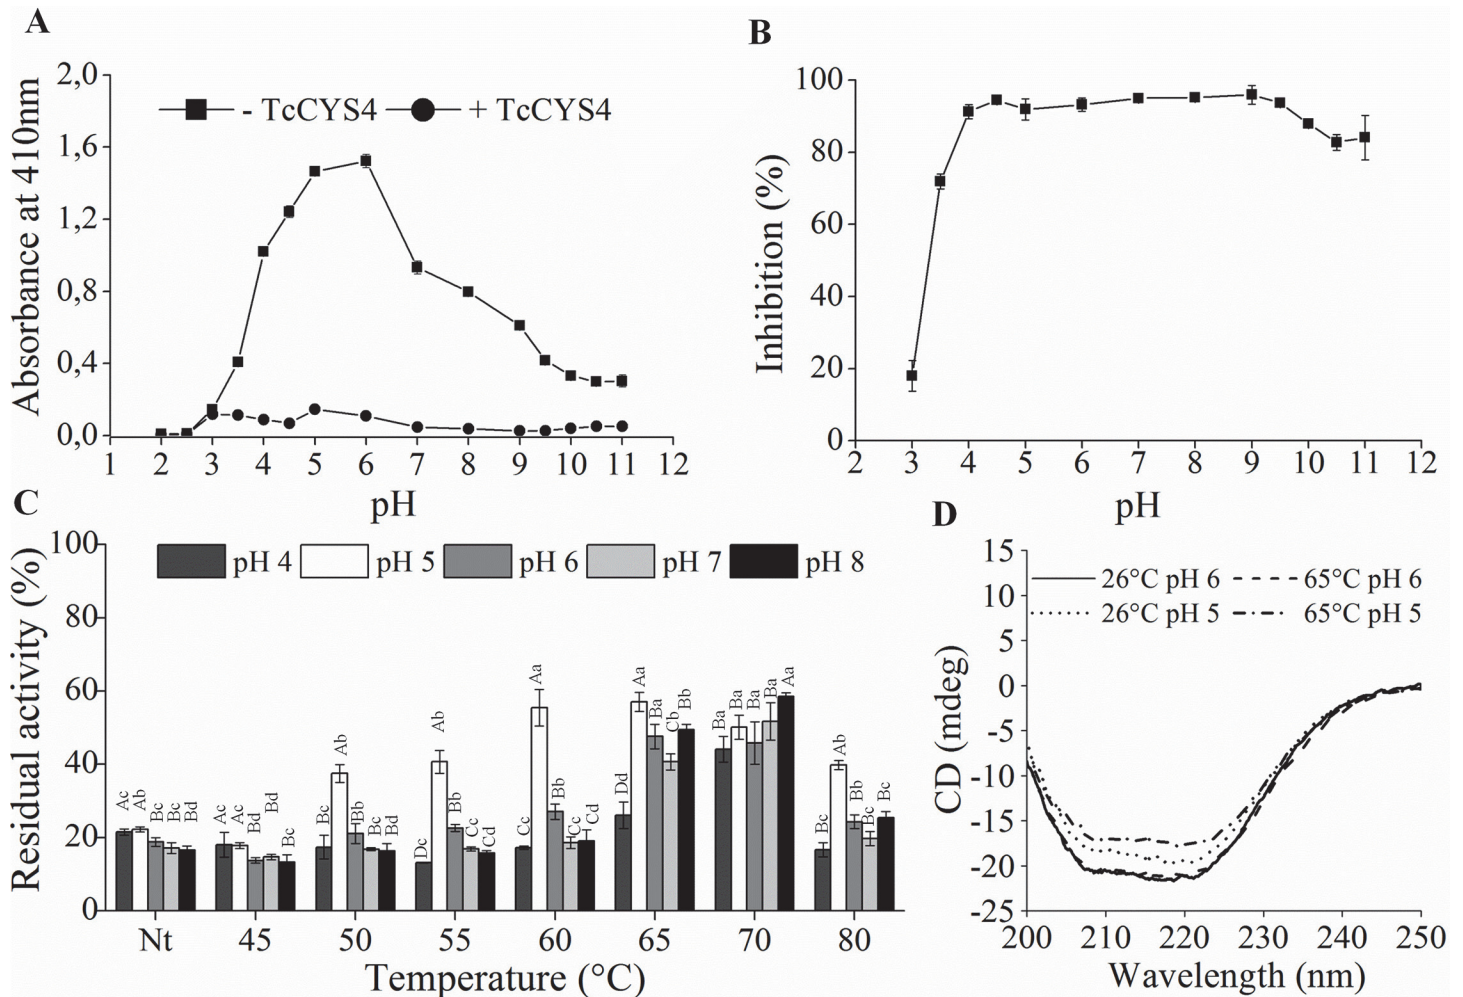 A
2,0
1,6
1,2
0,8
0,4
0,0
Absorbance at 410nm
- TcCYS4 + TcCYS4
1 2 3 4 5 6 7 8 9 10 11 12
pH
B
100
80
60
40
20
0
Inhibition (%)
2 3 4 5 6 7 8 9 10 11 12
pH
C
100
80
60
40
20
0
Residual activity (%)
pH 4 pH 5 pH 6 pH 7 pH 8
Ac Ab Bc Bc Bd
Ac Ac Bd Bd Bc
Bc Ab Bb Bc Bd
Dc Ab Bb Cc Cd
Cc Aa Bb Cc Cd
Dd Aa Ba Cb Bb
Ba Ba Ba Ba Aa
Bc Ab Bb Bc Bc
Nt 45 50 55 60 65 70 80
Temperature (°C)
D
15
10
5
0
-5
-10
-15
-20
-25
CD (mdeg)
26°C pH 6 65°C pH 6
26°C pH 5 65°C pH 5
200 210 220 230 240 250
Wavelength (nm)